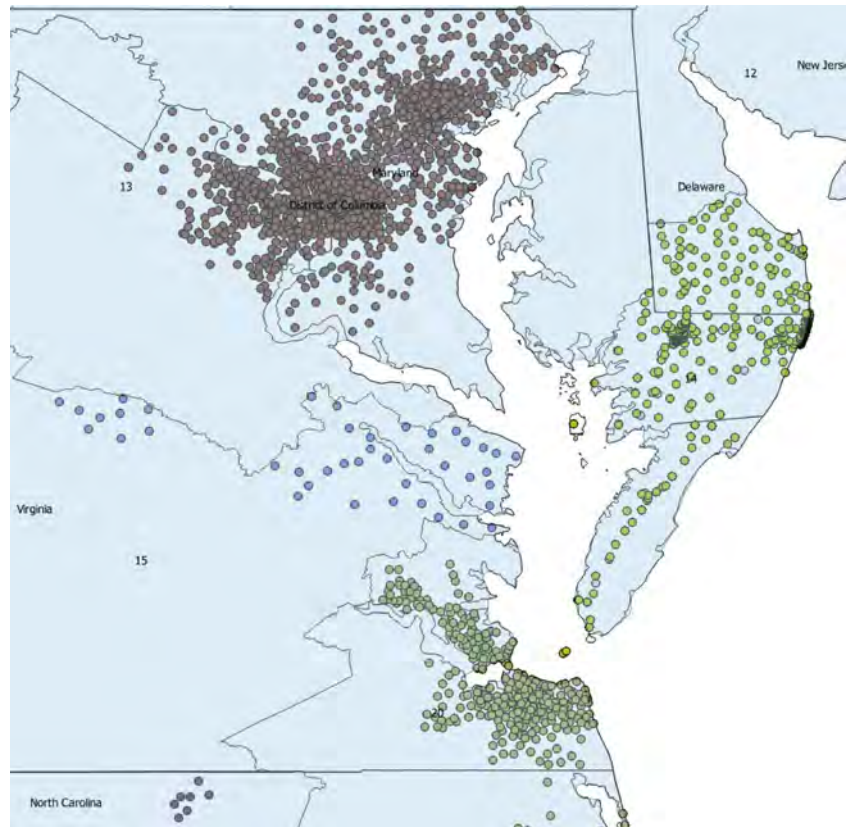 12
New Jerse
Maryland
13
Delaware
District of Columbia
14
Virginia
15
20
North Carolina